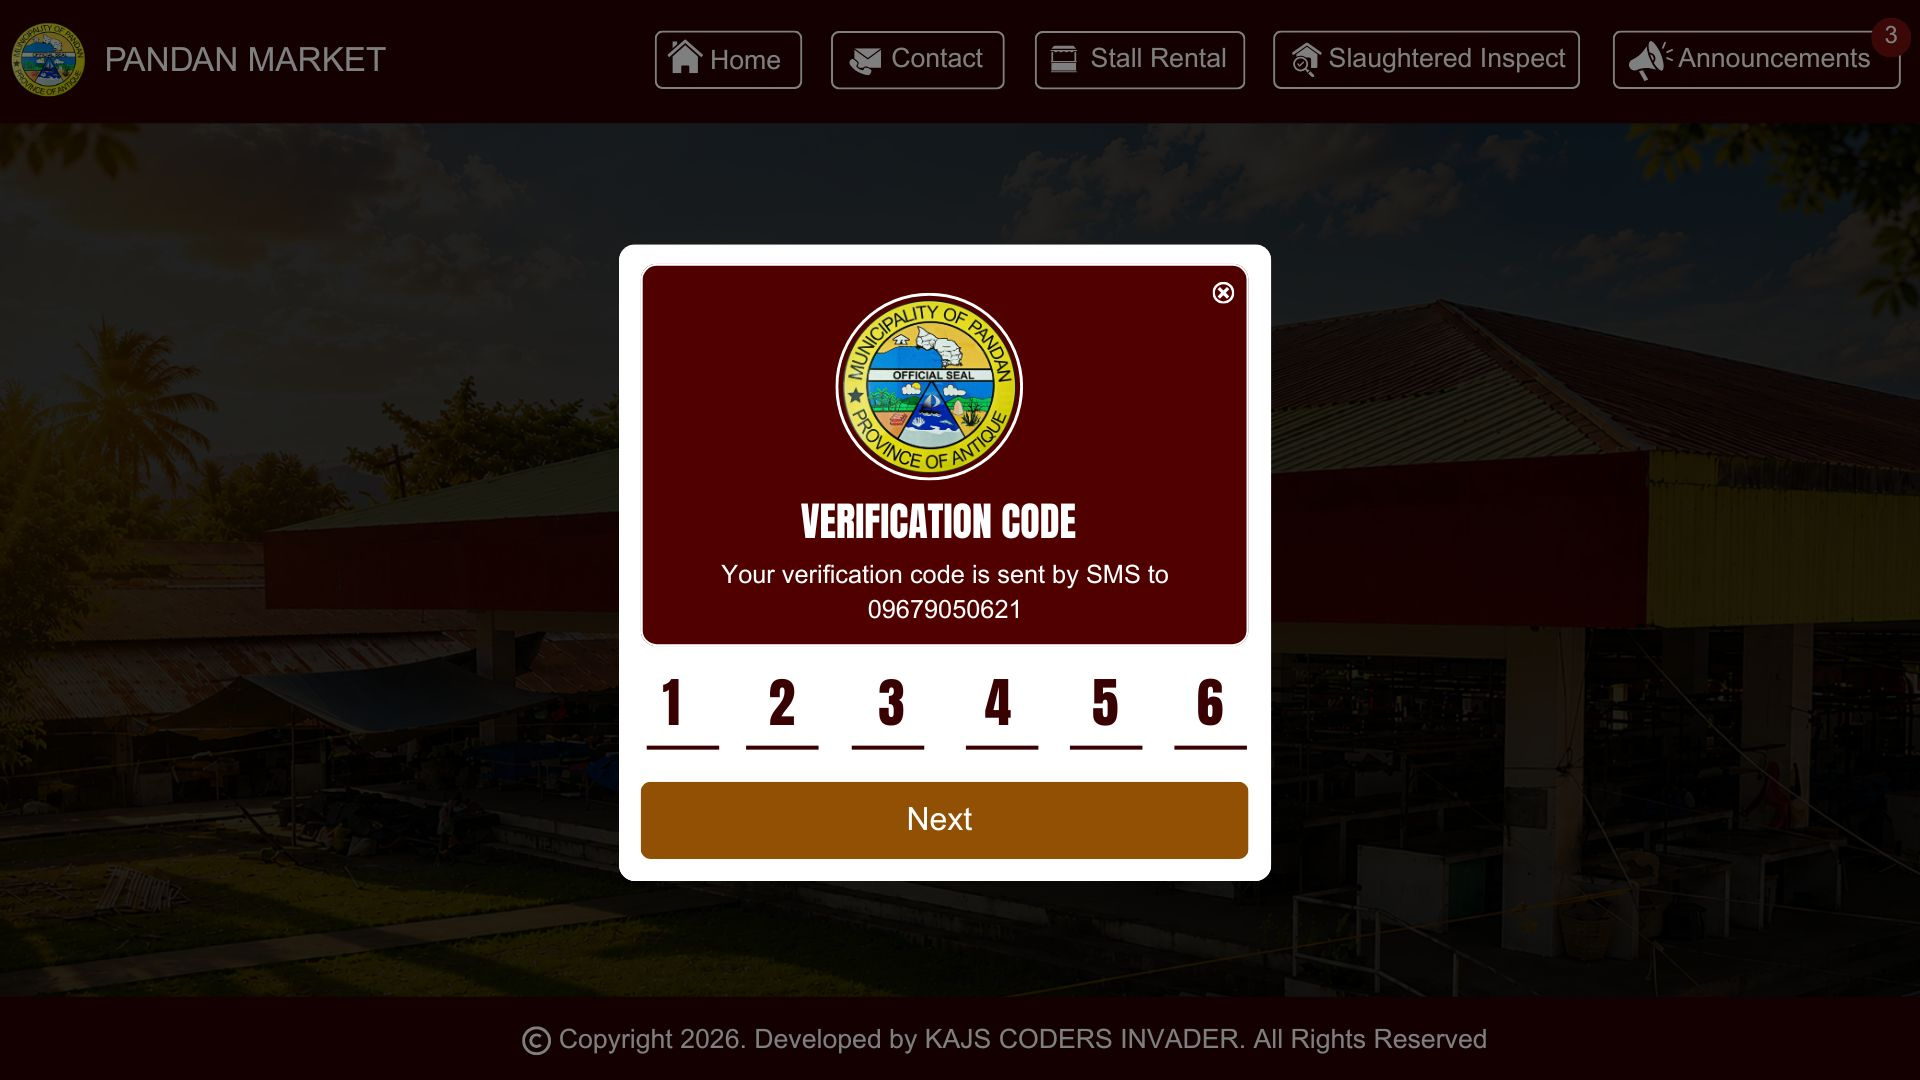 PANDAN MARKET
Home
Contact
Stall Rental
Slaughtered Inspect
Announcements
3
MUNICIPALITY OF PANDAN
OFFICIAL SEAL
PROVINCE OF ANTIQUE
VERIFICATION CODE
Your verification code is sent by SMS to
09679050621
1 2 3 4 5 6
Next
© Copyright 2026. Developed by KAJS CODERS INVADER. All Rights Reserved